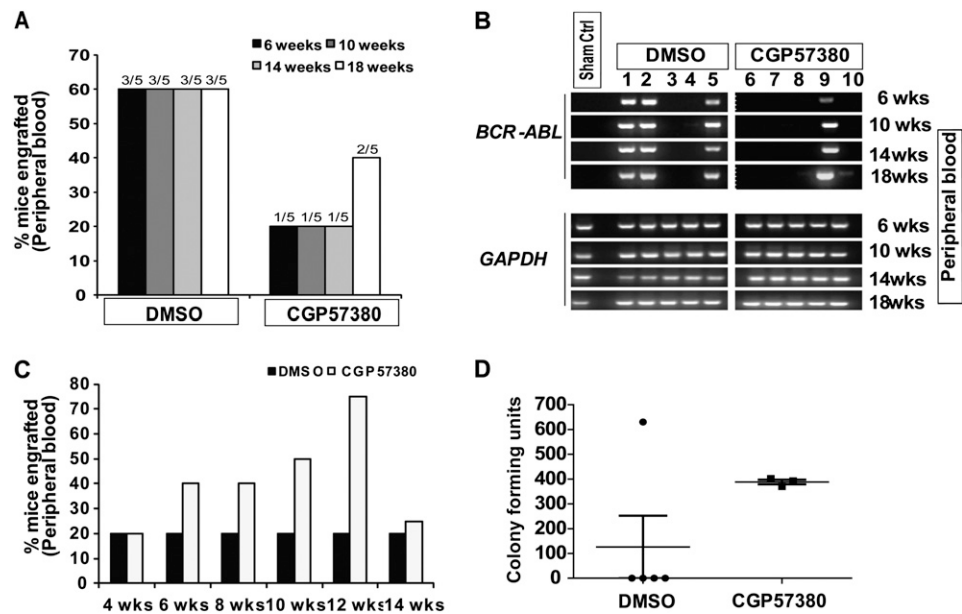 A
% mice engrafted
(Peripheral blood)
6 weeks 10 weeks
14 weeks 18 weeks
70
60
50
40
30
20
10
0
3/5 3/5 3/5 3/5
1/5 1/5 1/5
2/5
DMSO
CGP57380
B
Sham Ctrl
DMSO
CGP57380
1 2 3 4 5 6 7 8 9 10
BCR-ABL
6 wks
10 wks
14wks
18wks
GAPDH
6 wks
10 wks
14wks
18wks
Peripheral blood
C
% mice engrafted
(Peripheral blood)
DMSO CGP57380
80
70
60
50
40
30
20
10
0
4 wks 6 wks 8 wks 10 wks 12 wks 14 wks
D
Colony forming units
700
600
500
400
300
200
100
0
DMSO
CGP57380